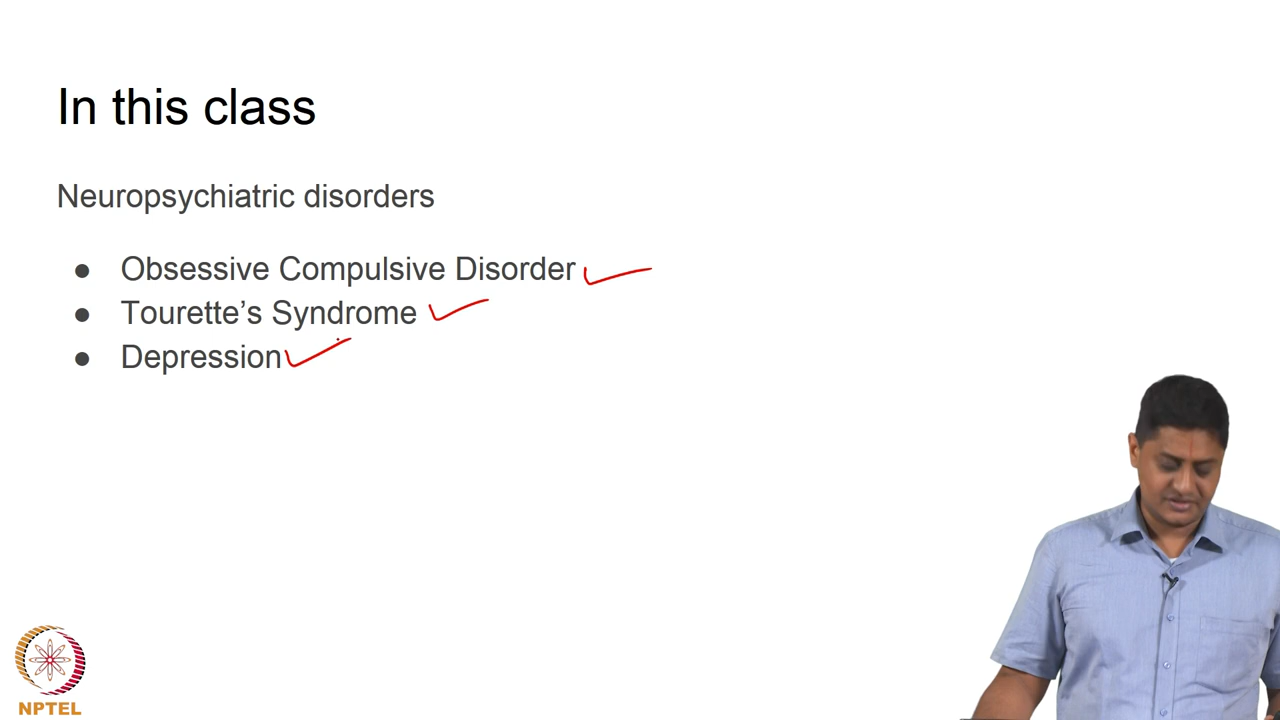 In this class
Neuropsychiatric disorders
● Obsessive Compulsive Disorder
● Tourette’s Syndrome
● Depression
NPTEL